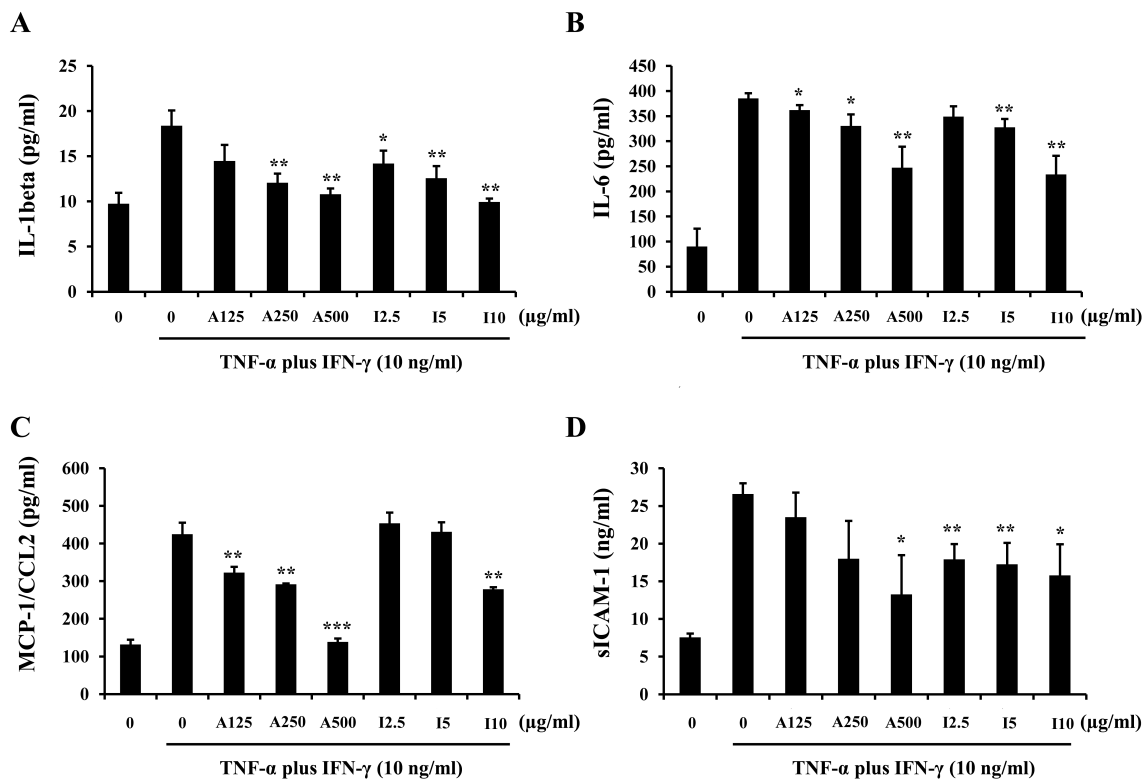 A
IL-1beta (pg/ml)
25
20
15
10
5
0
** ** * ** **
0 0 A125 A250 A500 I2.5 I5 I10 (μg/ml)
TNF-α plus IFN-γ (10 ng/ml)
B
IL-6 (pg/ml)
450
400
350
300
250
200
150
100
50
0
* * ** ** **
0 0 A125 A250 A500 I2.5 I5 I10 (μg/ml)
TNF-α plus IFN-γ (10 ng/ml)
C
MCP-1/CCL2 (pg/ml)
600
500
400
300
200
100
0
** ** *** **
0 0 A125 A250 A500 I2.5 I5 I10 (μg/ml)
TNF-α plus IFN-γ (10 ng/ml)
D
sICAM-1 (ng/ml)
30
25
20
15
10
5
0
* ** ** *
0 0 A125 A250 A500 I2.5 I5 I10 (μg/ml)
TNF-α plus IFN-γ (10 ng/ml)